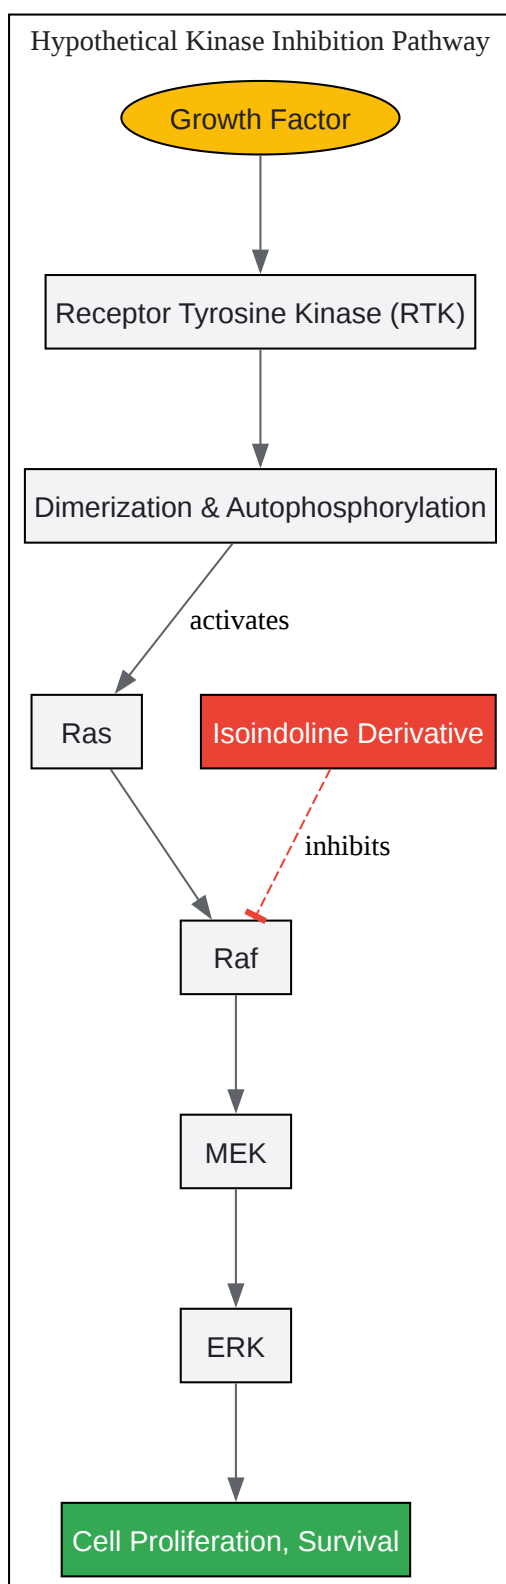 Hypothetical Kinase Inhibition Pathway
Growth Factor
Receptor Tyrosine Kinase (RTK)
Dimerization & Autophosphorylation
activates
Ras
Isoindoline Derivative
inhibits
Raf
MEK
ERK
Cell Proliferation, Survival